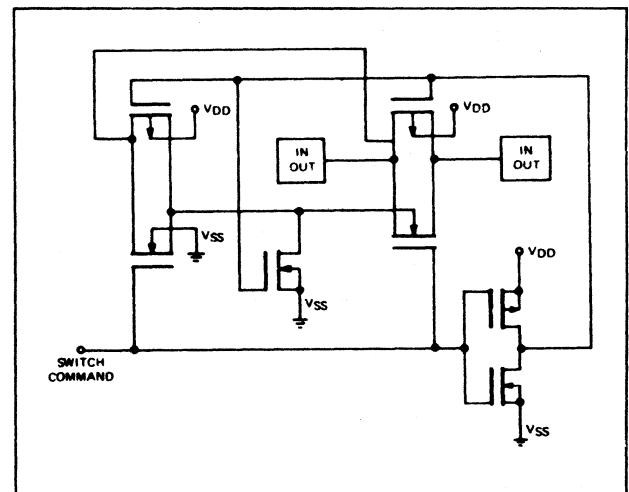 VDD
VDD
IN
OUT
IN
OUT
VSS
VDD
VSS
SWITCH
COMMAND
VSS